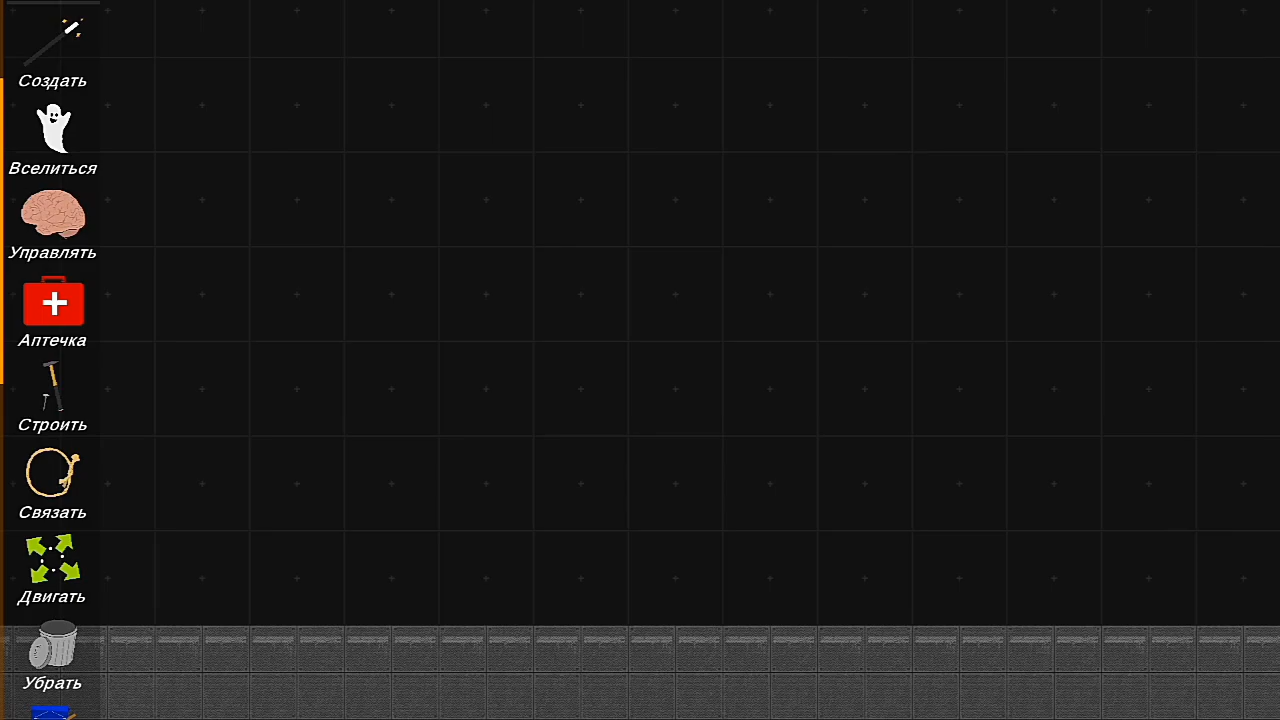 Создать
Вселиться
Управлять
Аптечка
Строить
Связать
Двигать
Убрать